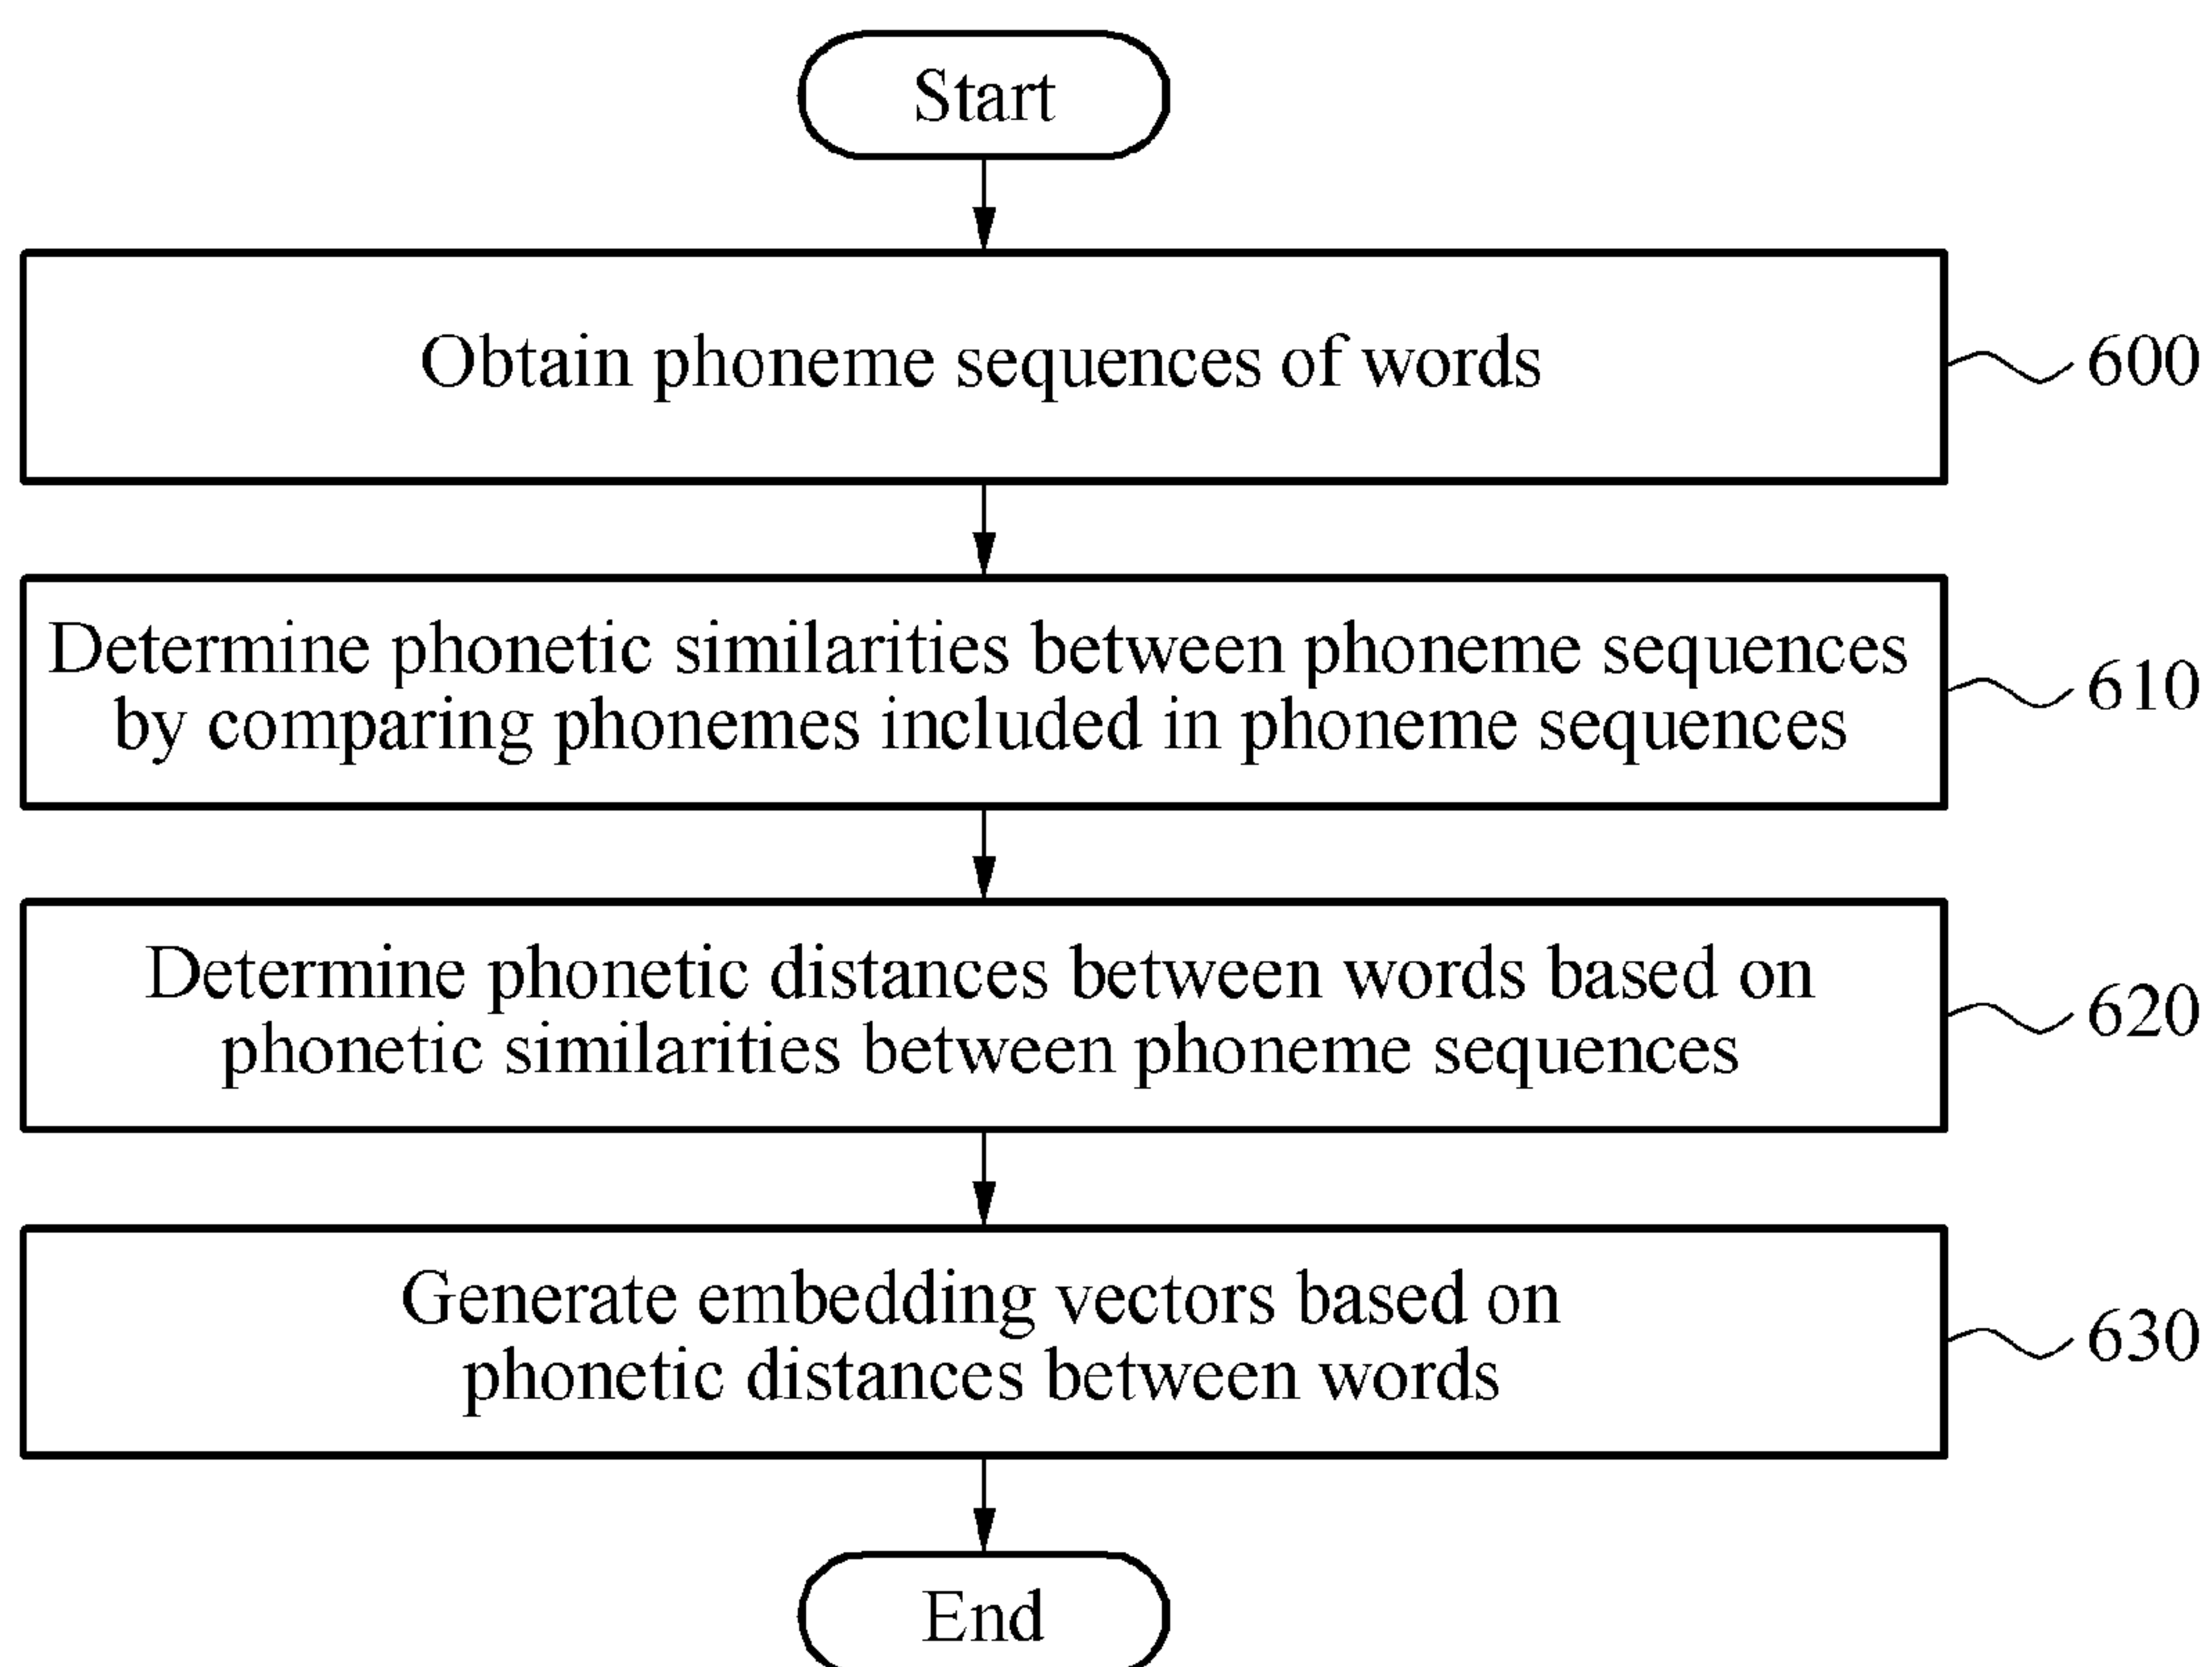 Start
Obtain phoneme sequences of words
600
Determine phonetic similarities between phoneme sequences
by comparing phonemes included in phoneme sequences
610
Determine phonetic distances between words based on
phonetic similarities between phoneme sequences
620
Generate embedding vectors based on
phonetic distances between words
630
End